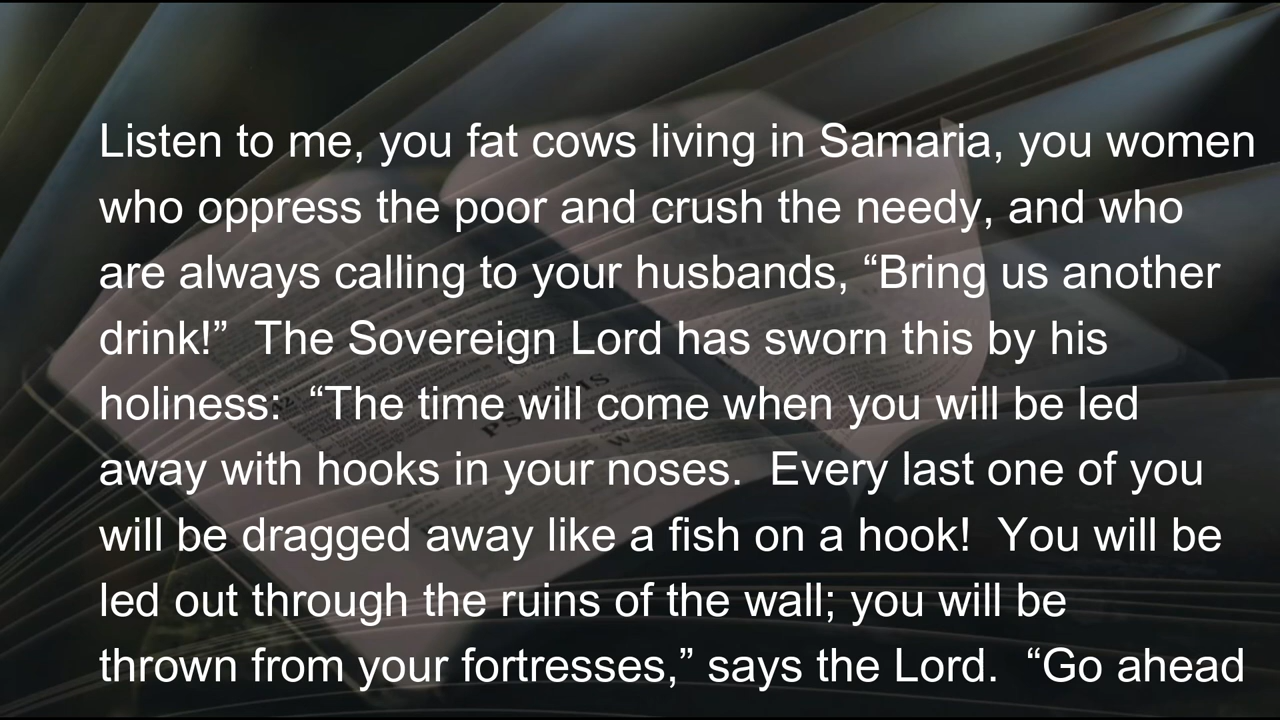 Listen to me, you fat cows living in Samaria, you women
who oppress the poor and crush the needy, and who
are always calling to your husbands, “Bring us another
drink!”  The Sovereign Lord has sworn this by his
holiness:  “The time will come when you will be led
away with hooks in your noses.  Every last one of you
will be dragged away like a fish on a hook!  You will be
led out through the ruins of the wall; you will be
thrown from your fortresses,” says the Lord.  “Go ahead